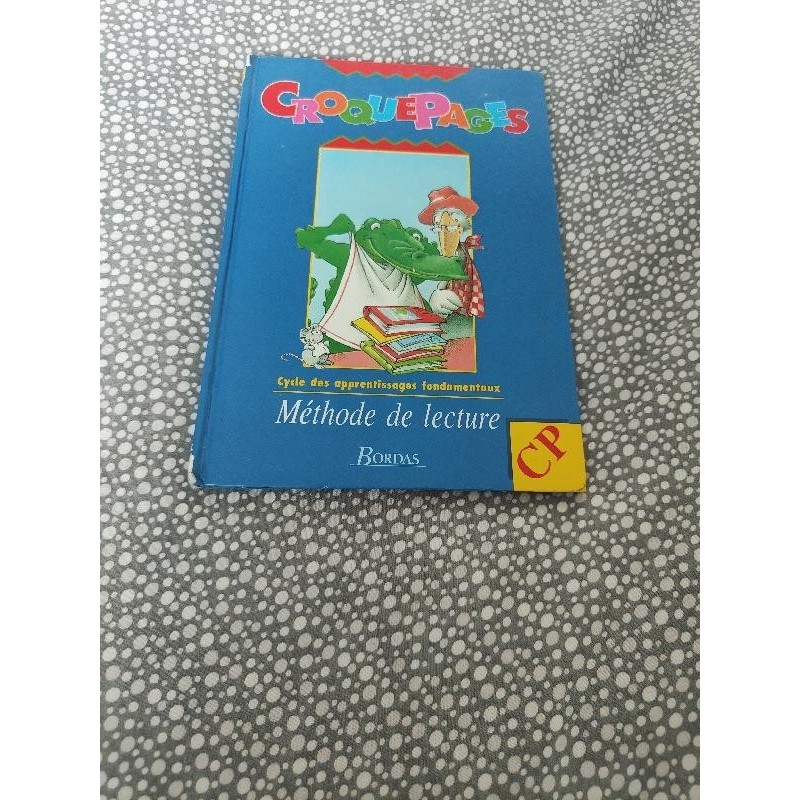 CROQUEPAGES
Cycle des apprentissages fondamentaux
Méthode de lecture
BORDAS
CP